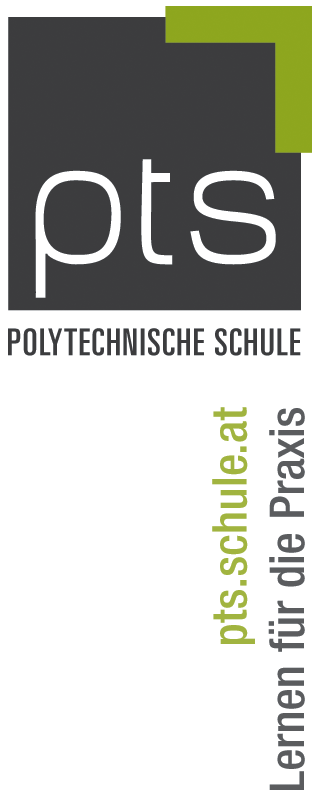 pts
POLYTECHNISCHE SCHULE
pts.schule.at
Lernen für die Praxis